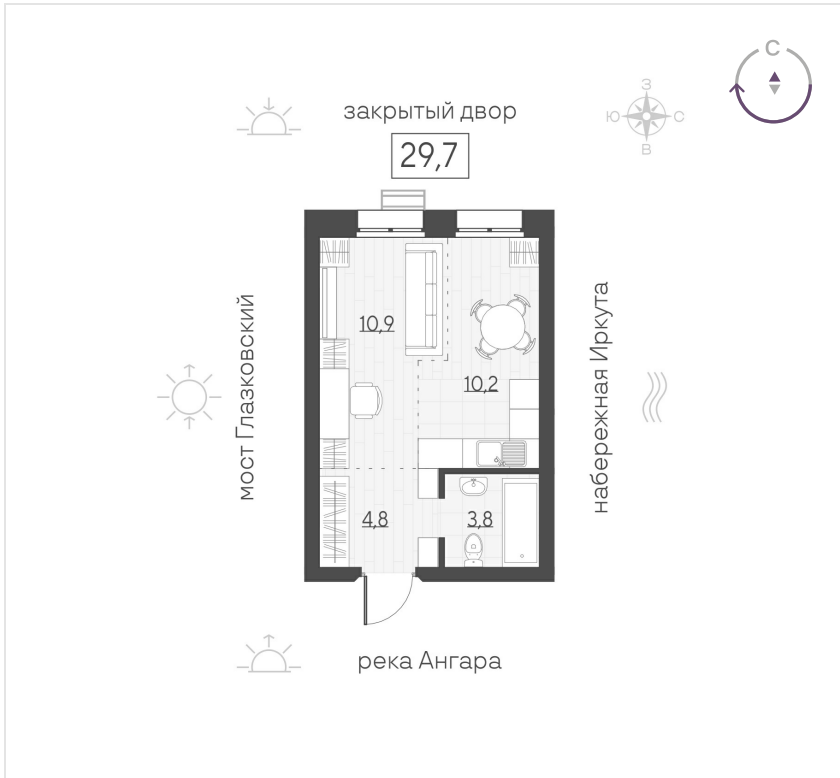 С
закрытый двор
З
Ю
С
В
29,7
мост Глазковский
10,9
10,2
набережная Иркута
4,8
3,8
река Ангара